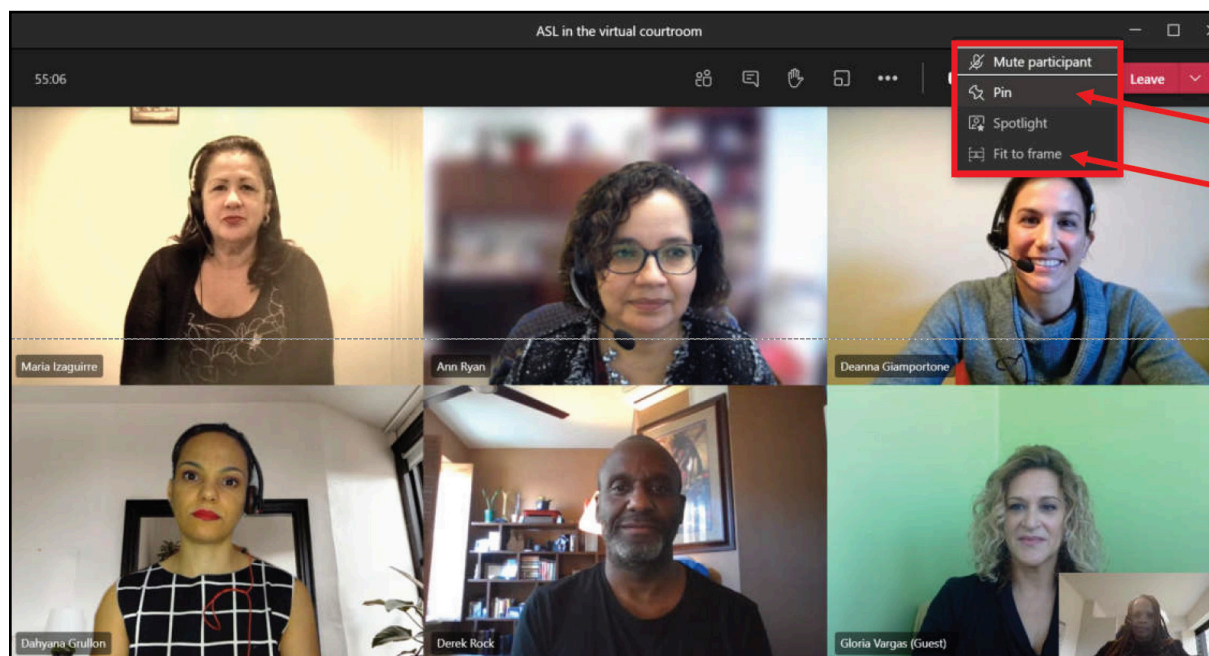 ASL in the virtual courtroom
55:06
Leave
Mute participant
Pin
Spotlight
Fit to frame
Maria Izaguirre
Ann Ryan
Deanna Giamportone
Dahyana Grullon
Derek Rock
Gloria Vargas (Guest)